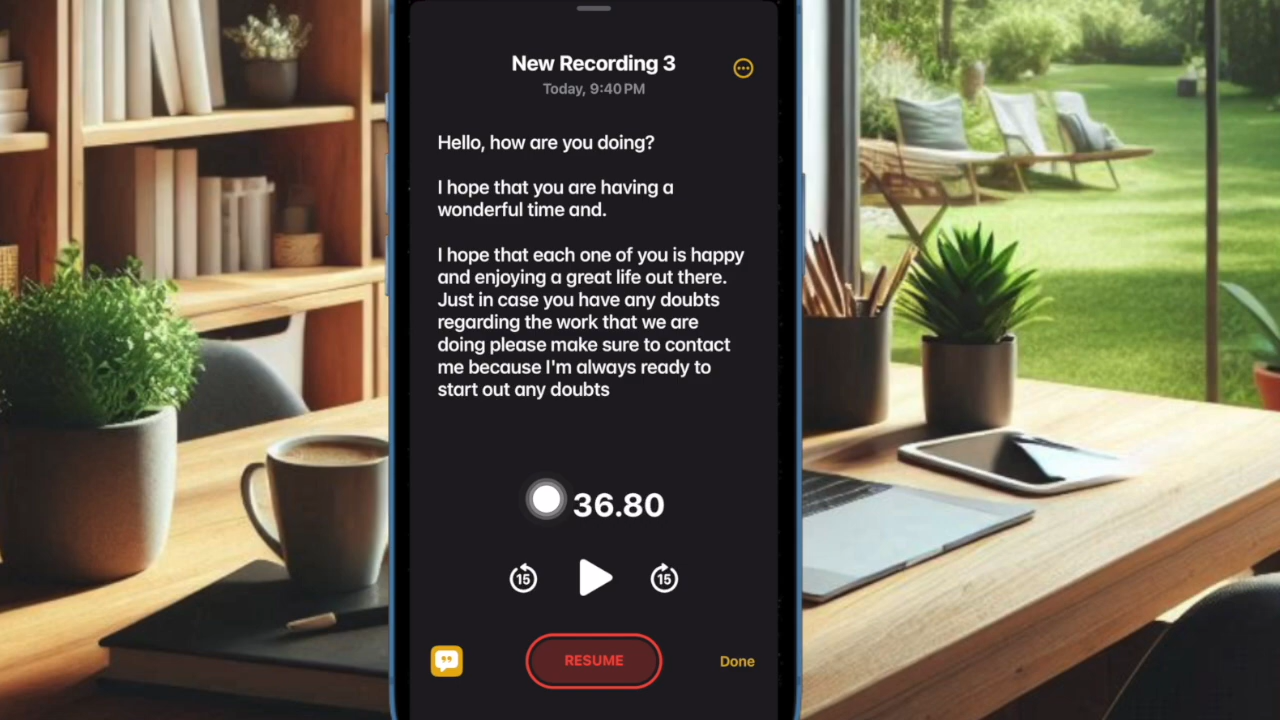 New Recording 3
Today, 9:40 PM
Hello, how are you doing?
I hope that you are having a
wonderful time and.
I hope that each one of you is happy
and enjoying a great life out there.
Just in case you have any doubts
regarding the work that we are
doing please make sure to contact
me because I'm always ready to
start out any doubts
36.80
15
15
RESUME
Done